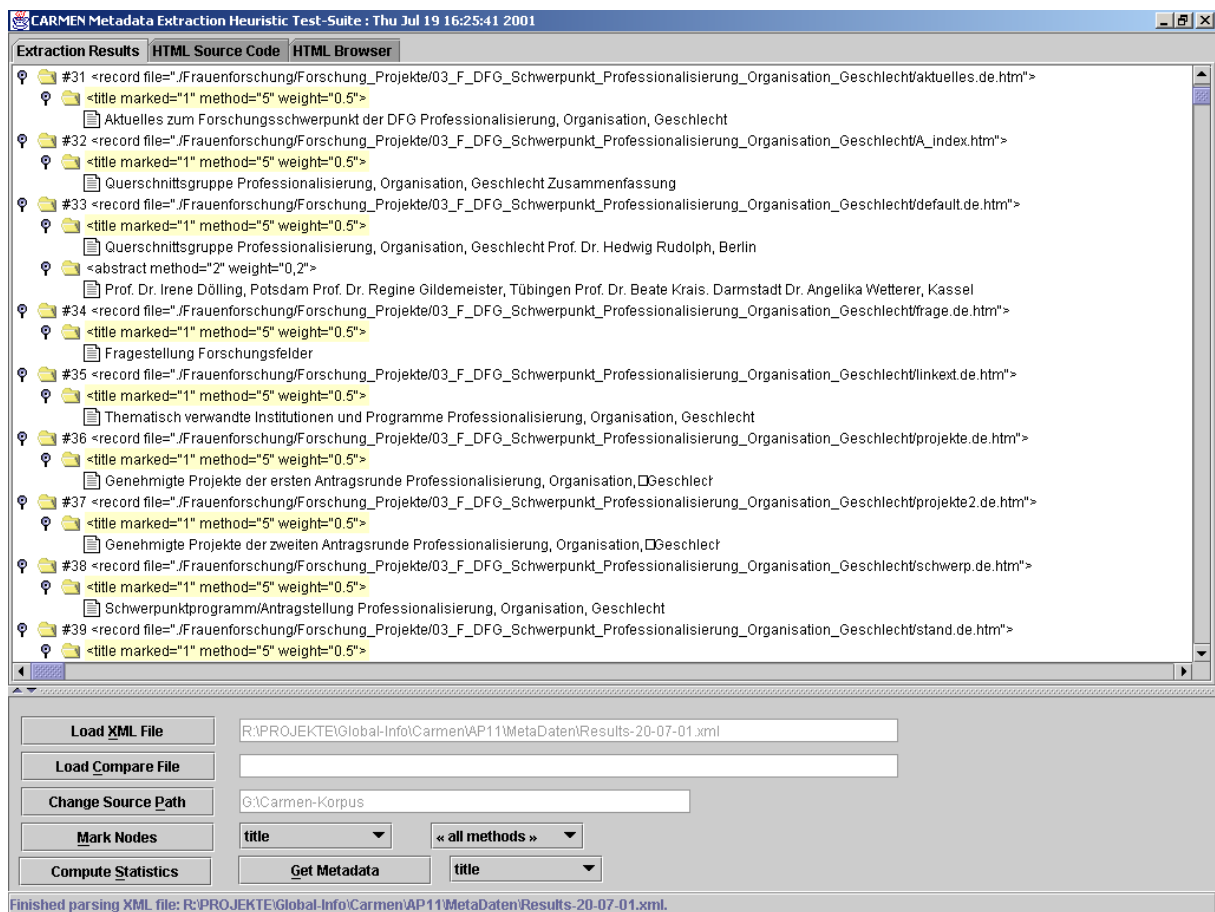 CARMEN Metadata Extraction Heuristic Test-Suite : Thu Jul 19 16:25:41 2001
Extraction Results HTML Source Code HTML Browser
#31 <record file="./Frauenforschung/Forschung_Projekte/03_F_DFG_Schwerpunkt_Professionalisierung_Organisation_Geschlecht/aktuelles.de.htm">
<title marked="1" method="5" weight="0.5">
Aktuelles zum Forschungsschwerpunkt der DFG Professionalisierung, Organisation, Geschlecht
#32 <record file="./Frauenforschung/Forschung_Projekte/03_F_DFG_Schwerpunkt_Professionalisierung_Organisation_Geschlecht/A_index.htm">
<title marked="1" method="5" weight="0.5">
Querschnittsgruppe Professionalisierung, Organisation, Geschlecht Zusammenfassung
#33 <record file="./Frauenforschung/Forschung_Projekte/03_F_DFG_Schwerpunkt_Professionalisierung_Organisation_Geschlecht/default.de.htm">
<title marked="1" method="5" weight="0.5">
Querschnittsgruppe Professionalisierung, Organisation, Geschlecht Prof. Dr. Hedwig Rudolph, Berlin
<abstract method="2" weight="0,2">
Prof. Dr. Irene Dölling, Potsdam Prof. Dr. Regine Gildemeister, Tübingen Prof. Dr. Beate Krais. Darmstadt Dr. Angelika Wetterer, Kassel
#34 <record file="./Frauenforschung/Forschung_Projekte/03_F_DFG_Schwerpunkt_Professionalisierung_Organisation_Geschlecht/frage.de.htm">
<title marked="1" method="5" weight="0.5">
Fragestellung Forschungsfelder
#35 <record file="./Frauenforschung/Forschung_Projekte/03_F_DFG_Schwerpunkt_Professionalisierung_Organisation_Geschlecht/linkext.de.htm">
<title marked="1" method="5" weight="0.5">
Thematisch verwandte Institutionen und Programme Professionalisierung, Organisation, Geschlecht
#36 <record file="./Frauenforschung/Forschung_Projekte/03_F_DFG_Schwerpunkt_Professionalisierung_Organisation_Geschlecht/projekte.de.htm">
<title marked="1" method="5" weight="0.5">
Genehmigte Projekte der ersten Antragsrunde Professionalisierung, Organisation, □Geschlech
#37 <record file="./Frauenforschung/Forschung_Projekte/03_F_DFG_Schwerpunkt_Professionalisierung_Organisation_Geschlecht/projekte2.de.htm">
<title marked="1" method="5" weight="0.5">
Genehmigte Projekte der zweiten Antragsrunde Professionalisierung, Organisation, □Geschlech
#38 <record file="./Frauenforschung/Forschung_Projekte/03_F_DFG_Schwerpunkt_Professionalisierung_Organisation_Geschlecht/schwerp.de.htm">
<title marked="1" method="5" weight="0.5">
Schwerpunktprogramm/Antragstellung Professionalisierung, Organisation, Geschlecht
#39 <record file="./Frauenforschung/Forschung_Projekte/03_F_DFG_Schwerpunkt_Professionalisierung_Organisation_Geschlecht/stand.de.htm">
<title marked="1" method="5" weight="0.5">
Load XML File R:\PROJEKTE\Global-Info\Carmen\AP11\MetaDaten\Results-20-07-01.xml
Load Compare File
Change Source Path G:\Carmen-Korpus
Mark Nodes title « all methods »
Compute Statistics Get Metadata title
Finished parsing XML file: R:\PROJEKTE\Global-Info\Carmen\AP11\MetaDaten\Results-20-07-01.xml.